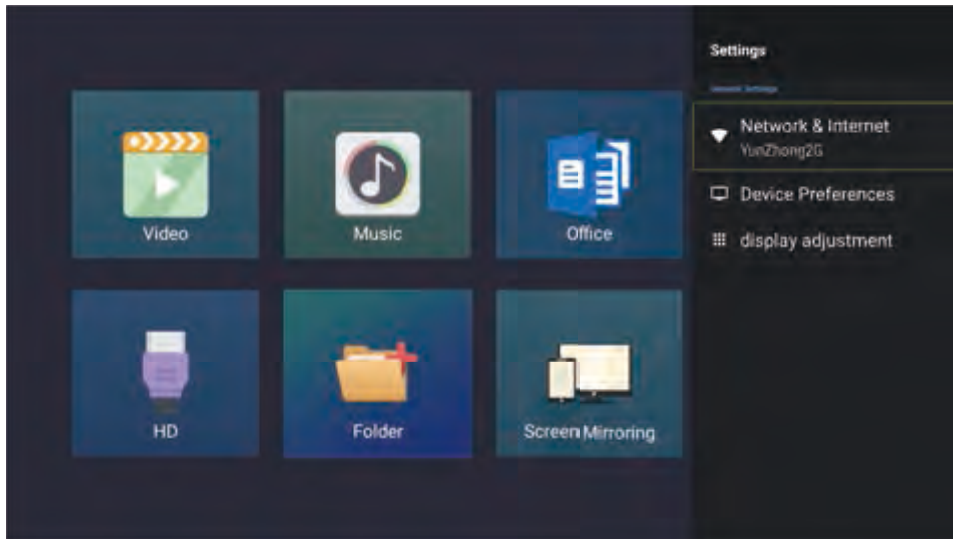 Video
Music
Office
HD
Folder
Screen Mirroring
Settings
Network & Internet
YunZhong2G
Device Preferences
display adjustment